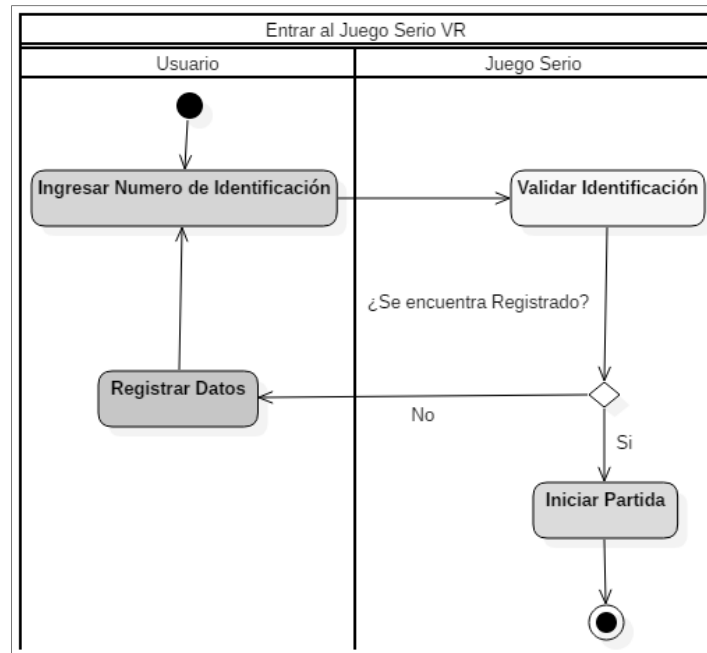 Entrar al Juego Serio VR
Usuario
Juego Serio
Ingresar Numero de Identificación
Validar Identificación
¿Se encuentra Registrado?
Registrar Datos
No
Si
Iniciar Partida